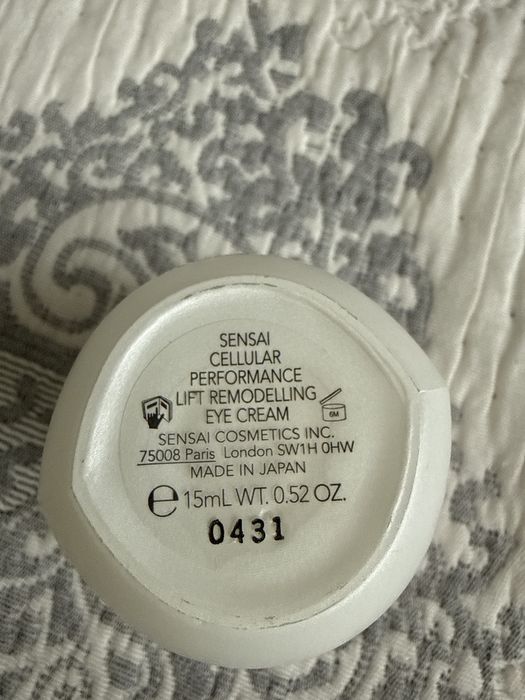 SENSAI
CELLULAR
PERFORMANCE
LIFT REMODELLING
EYE CREAM
6M
SENSAI COSMETICS INC.
75008 Paris London SW1H 0HW
MADE IN JAPAN
e 15mL WT. 0.52 OZ.
0431